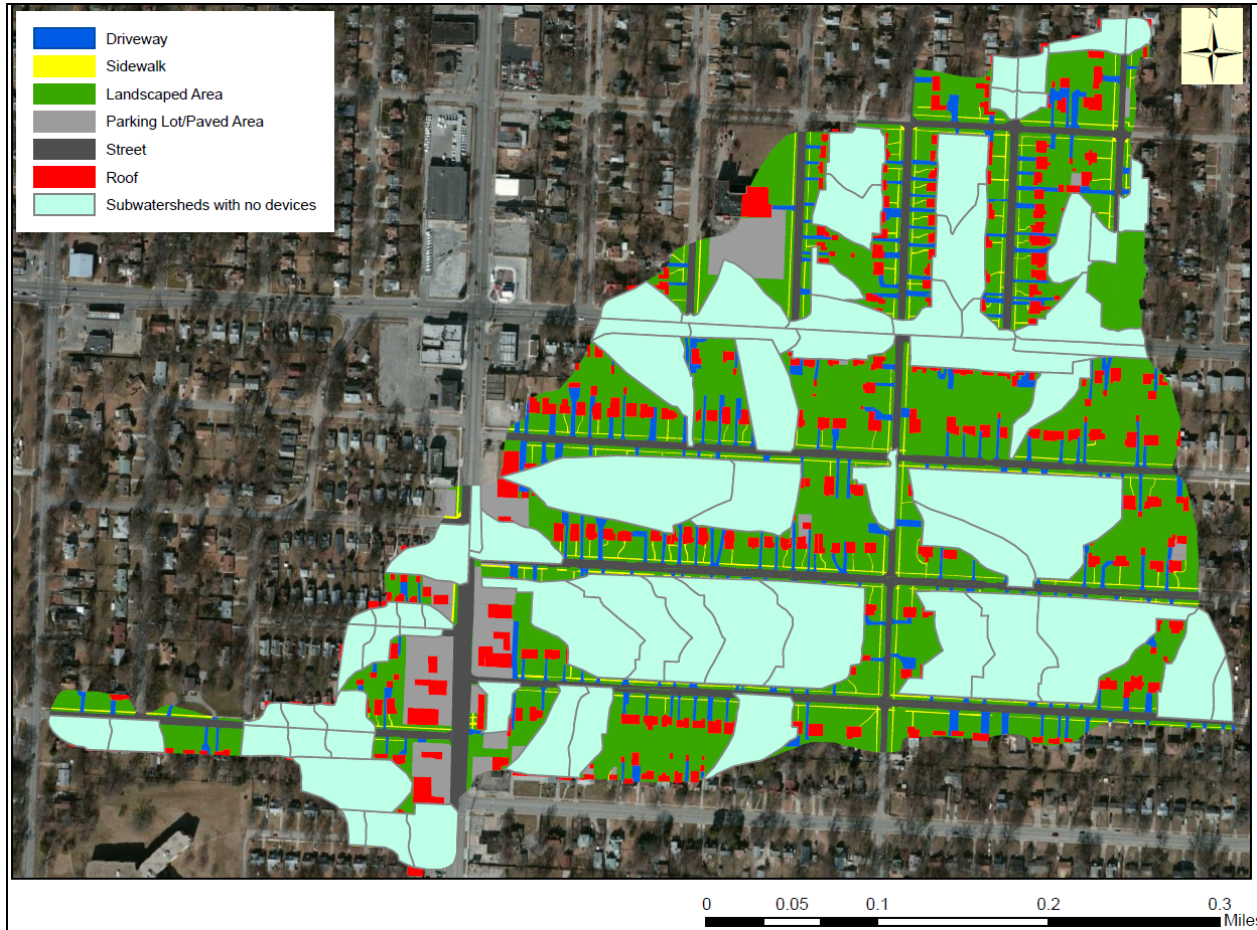 Driveway
Sidewalk
Landscaped Area
Parking Lot/Paved Area
Street
Roof
Subwatersheds with no devices
N
0 0.05 0.1 0.2 0.3
Miles